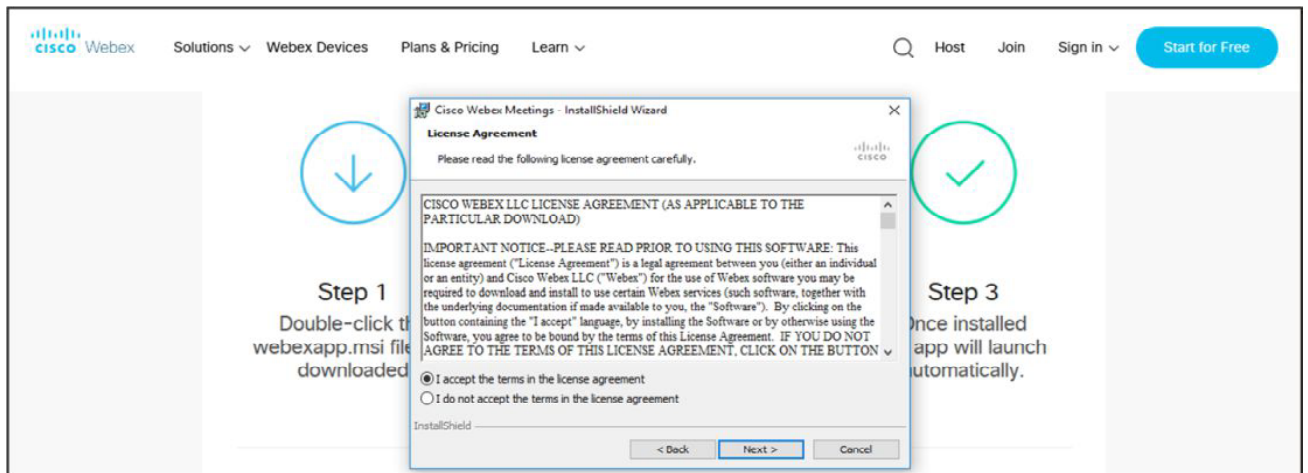 CISCO Webex Solutions Webex Devices Plans & Pricing Learn Host Join Sign in Start for Free
Cisco Webex Meetings - InstallShield Wizard
License Agreement
Please read the following license agreement carefully.
CISCO
CISCO WEBEX LLC LICENSE AGREEMENT (AS APPLICABLE TO THE
PARTICULAR DOWNLOAD)
IMPORTANT NOTICE--PLEASE READ PRIOR TO USING THIS SOFTWARE: This
license agreement ("License Agreement") is a legal agreement between you (either an individual
or an entity) and Cisco Webex LLC ("Webex") for the use of Webex software you may be
required to download and install to use certain Webex services (such software, together with
the underlying documentation if made available to you, the "Software"). By clicking on the
button containing the "I accept" language, by installing the Software or by otherwise using the
Software, you agree to be bound by the terms of this License Agreement. IF YOU DO NOT
AGREE TO THE TERMS OF THIS LICENSE AGREEMENT, CLICK ON THE BUTTON
I accept the terms in the license agreement
I do not accept the terms in the license agreement
InstallShield
< Back Next > Cancel
Step 1
Double-click
webexapp.msi
downloaded
Step 3
installed
app will launch